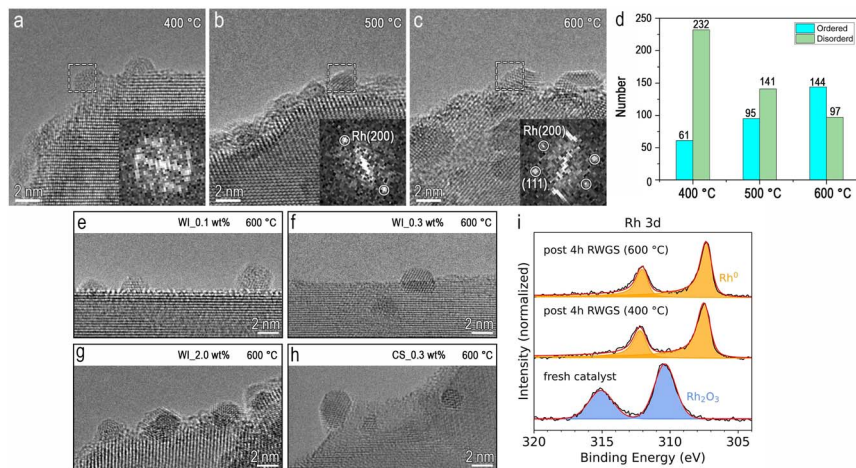 a
400 °C
2 nm
b
500 °C
Rh(200)
2 nm
c
600 °C
Rh(200)
(111)
2 nm
d
Ordered
Disorderd
Number
250
200
150
100
50
0
61
232
95
141
144
97
400 °C
500 °C
600 °C
e
WI_0.1 wt%
600 °C
2 nm
f
WI_0.3 wt%
600 °C
2 nm
g
WI_2.0 wt%
600 °C
2 nm
h
CS_0.3 wt%
600 °C
2 nm
i
Rh 3d
post 4h RWGS (600 °C)
Rh⁰
post 4h RWGS (400 °C)
fresh catalyst
Rh₂O₃
Intensity (normalized)
320
315
310
305
Binding Energy (eV)